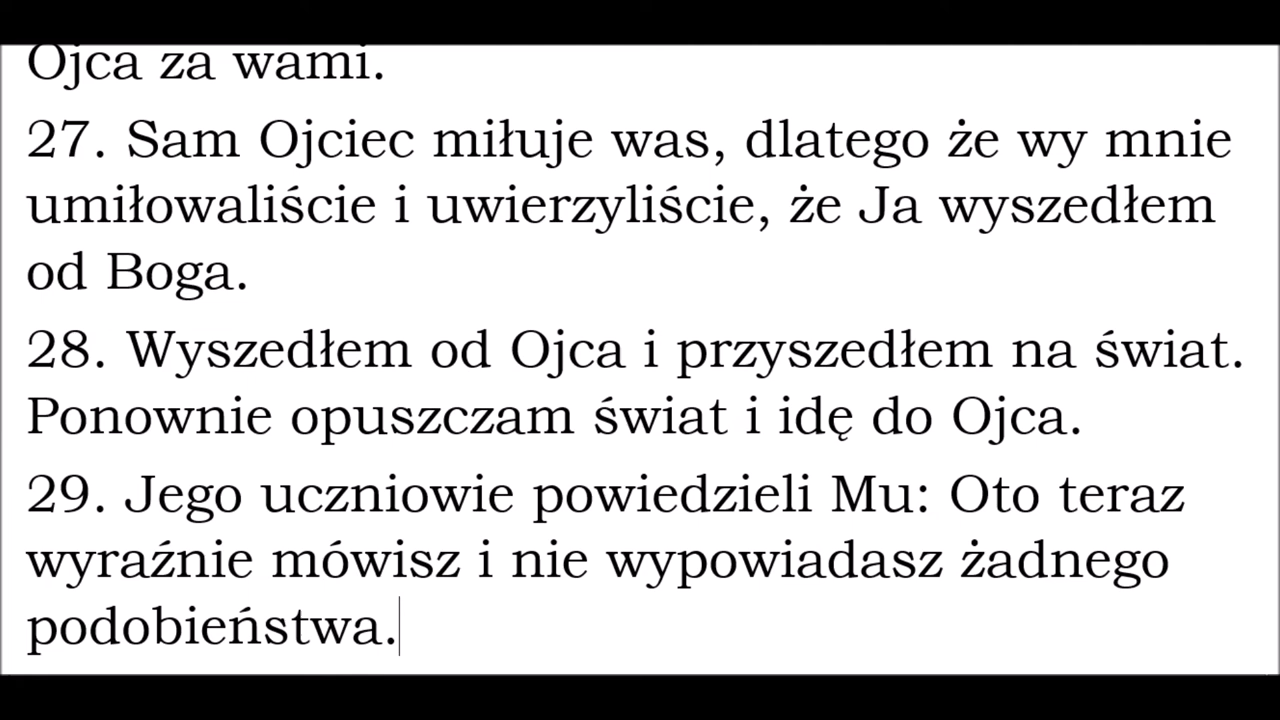 Ojca za wami.
27. Sam Ojciec miłuje was, dlatego że wy mnie
umiłowaliście i uwierzyliście, że Ja wyszedłem
od Boga.
28. Wyszedłem od Ojca i przyszedłem na świat.
Ponownie opuszczam świat i idę do Ojca.
29. Jego uczniowie powiedzieli Mu: Oto teraz
wyraźnie mówisz i nie wypowiadasz żadnego
podobieństwa.